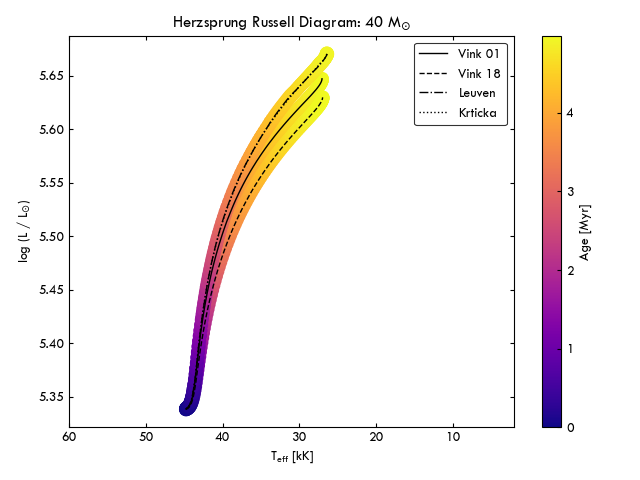 Herzsprung Russell Diagram: 40 M⊙
Vink 01
Vink 18
Leuven
Krticka
5.65
5.60
5.55
5.50
5.45
5.40
5.35
log (L / L⊙)
60 50 40 30 20 10
T_eff [kK]
4
3
2
1
0
Age [Myr]